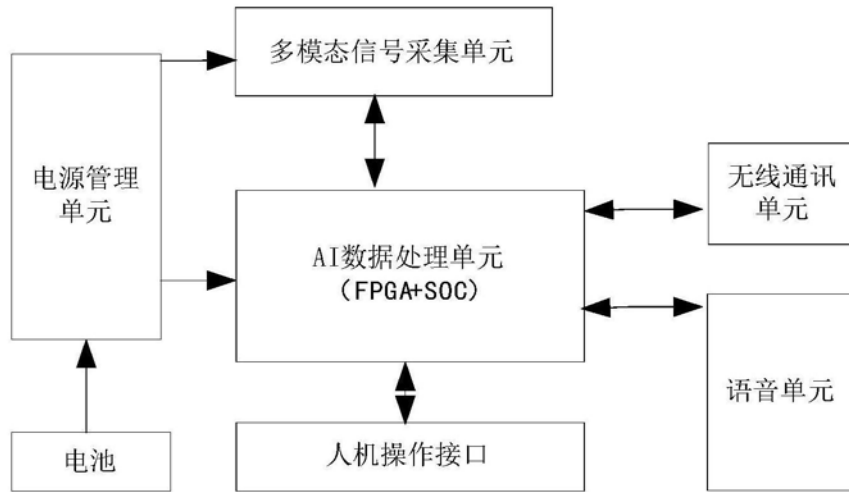 多模态信号采集单元
电源管理
单元
无线通讯
单元
AI数据处理单元
（FPGA+SOC）
语音单元
电池
人机操作接口